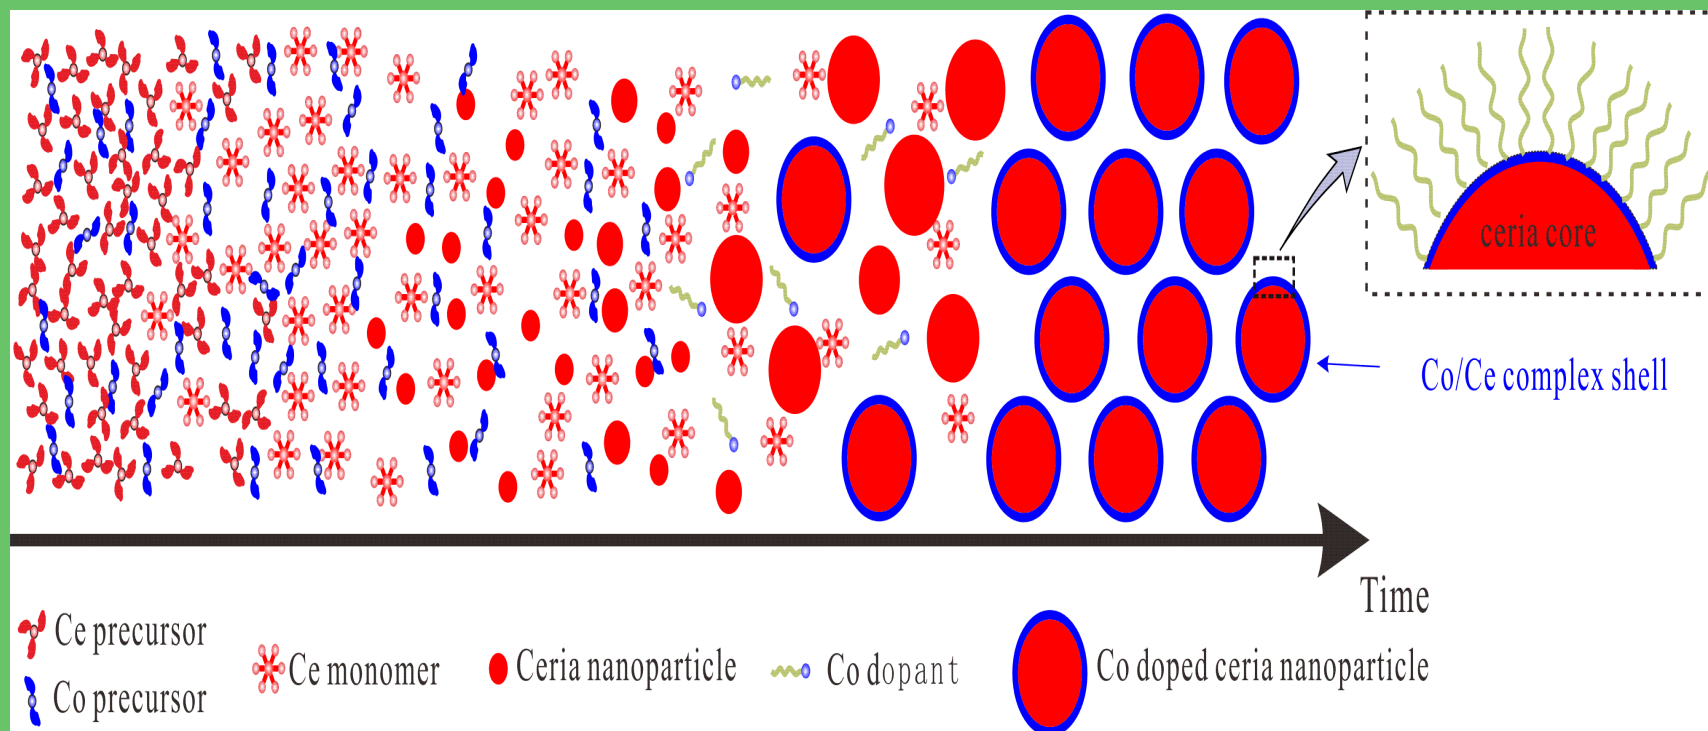 ceria core
Co/Ce complex shell
Time
Ce precursor
Co precursor
Ce monomer
Ceria nanoparticle
Co dopant
Co doped ceria nanoparticle